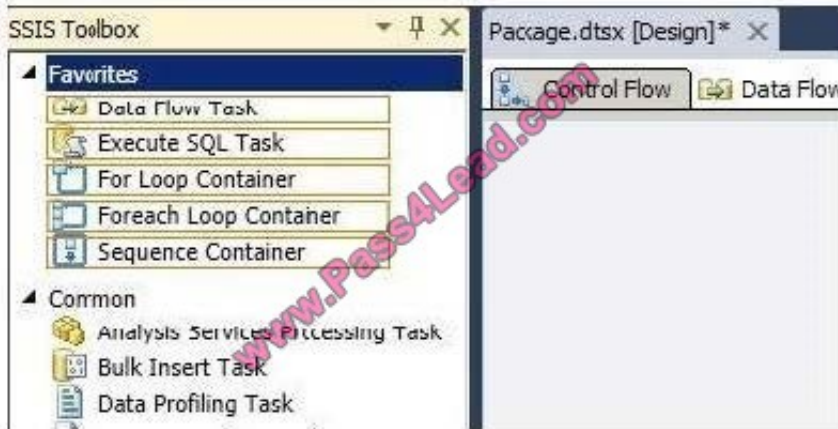 SSIS Toolbox
Package.dtsx [Design]*
Favorites
Control Flow
Data Flow
Data Flow Task
Execute SQL Task
For Loop Container
Foreach Loop Container
Sequence Container
Common
Analysis Services Processing Task
Bulk Insert Task
Data Profiling Task
www.Pass4Lead.com